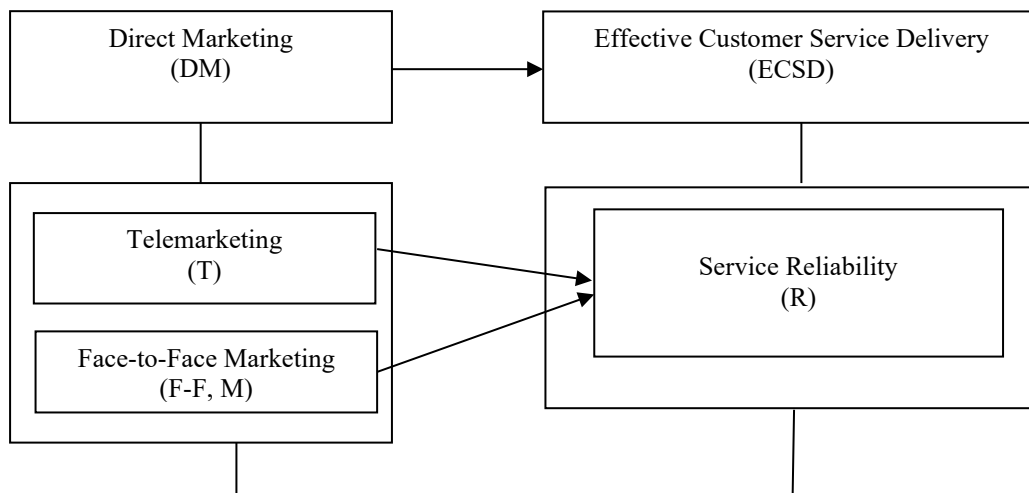 Direct Marketing
(DM)
Effective Customer Service Delivery
(ECSD)
Telemarketing
(T)
Service Reliability
(R)
Face-to-Face Marketing
(F-F, M)